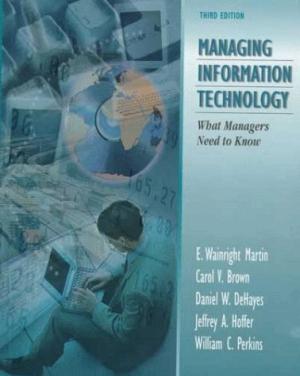 THIRD EDITION
MANAGING
INFORMATION
TECHNOLOGY
What Managers
Need to Know
E. Wainright Martin
Carol V. Brown
Daniel W. DeHayes
Jeffrey A. Hoffer
William C. Perkins